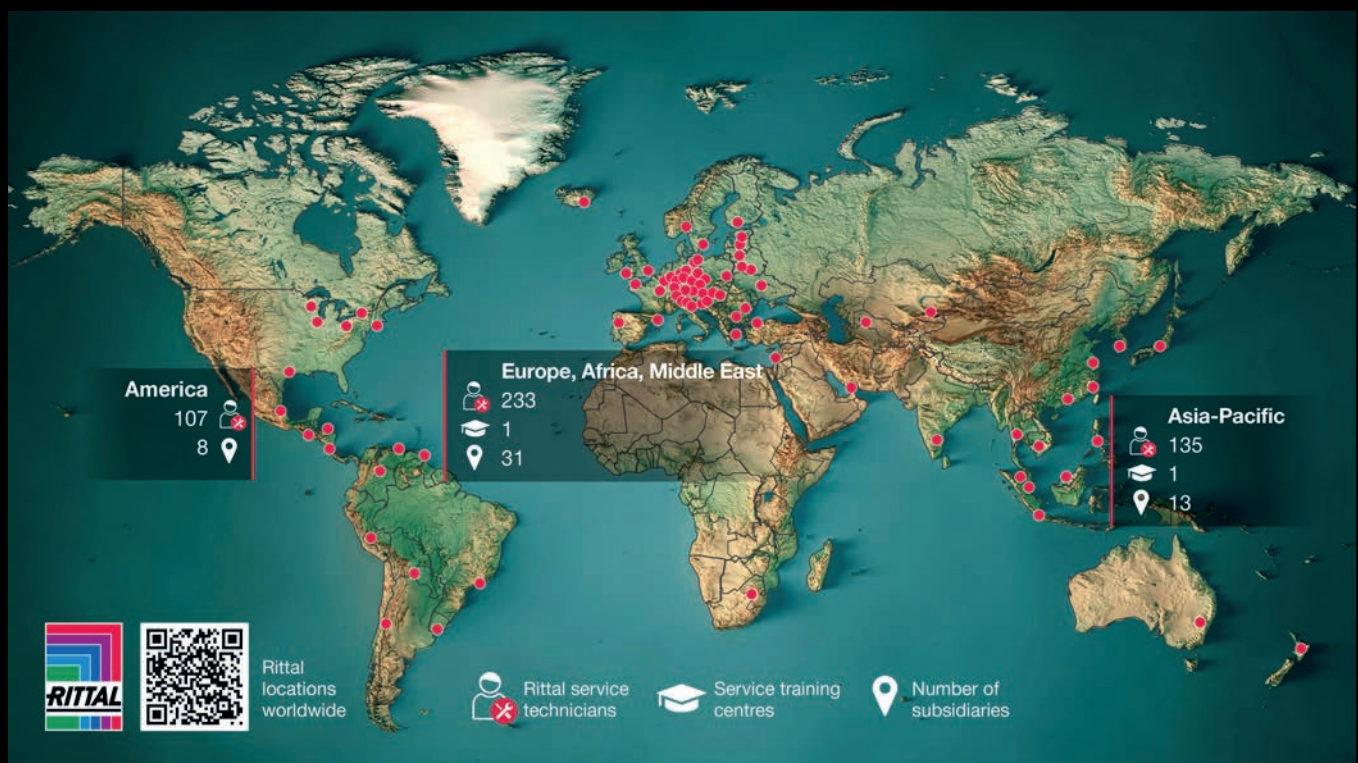 America
107
8
Europe, Africa, Middle East
233
1
31
Asia-Pacific
135
1
13
RITTAL
Rittal
locations
worldwide
Rittal service
technicians
Service training
centres
Number of
subsidiaries